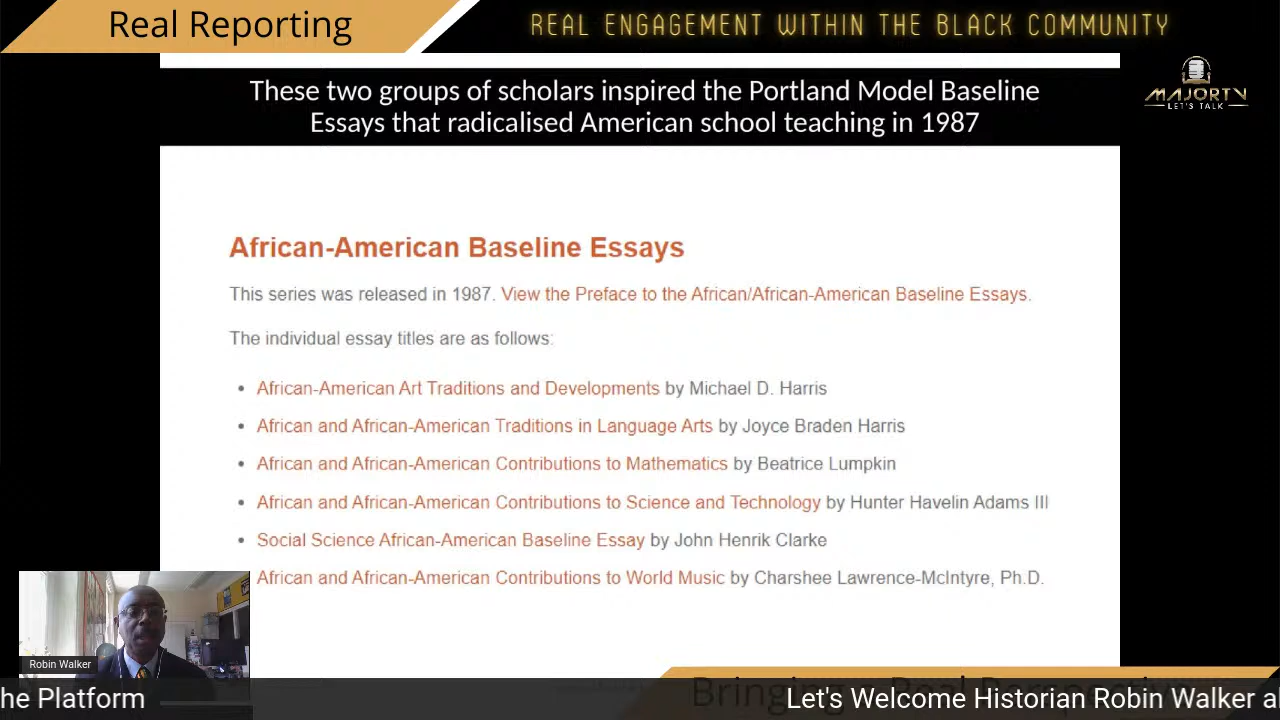 Real Reporting
REAL ENGAGEMENT WITHIN THE BLACK COMMUNITY
MAJORTV
LET'S TALK
These two groups of scholars inspired the Portland Model Baseline
Essays that radicalised American school teaching in 1987
African-American Baseline Essays
This series was released in 1987. View the Preface to the African/African-American Baseline Essays.
The individual essay titles are as follows:
African-American Art Traditions and Developments by Michael D. Harris
African and African-American Traditions in Language Arts by Joyce Braden Harris
African and African-American Contributions to Mathematics by Beatrice Lumpkin
African and African-American Contributions to Science and Technology by Hunter Havelin Adams III
Social Science African-American Baseline Essay by John Henrik Clarke
African and African-American Contributions to World Music by Charshee Lawrence-McIntyre, Ph.D.
Robin Walker
Bringing
he Platform
Let's Welcome Historian Robin Walker a